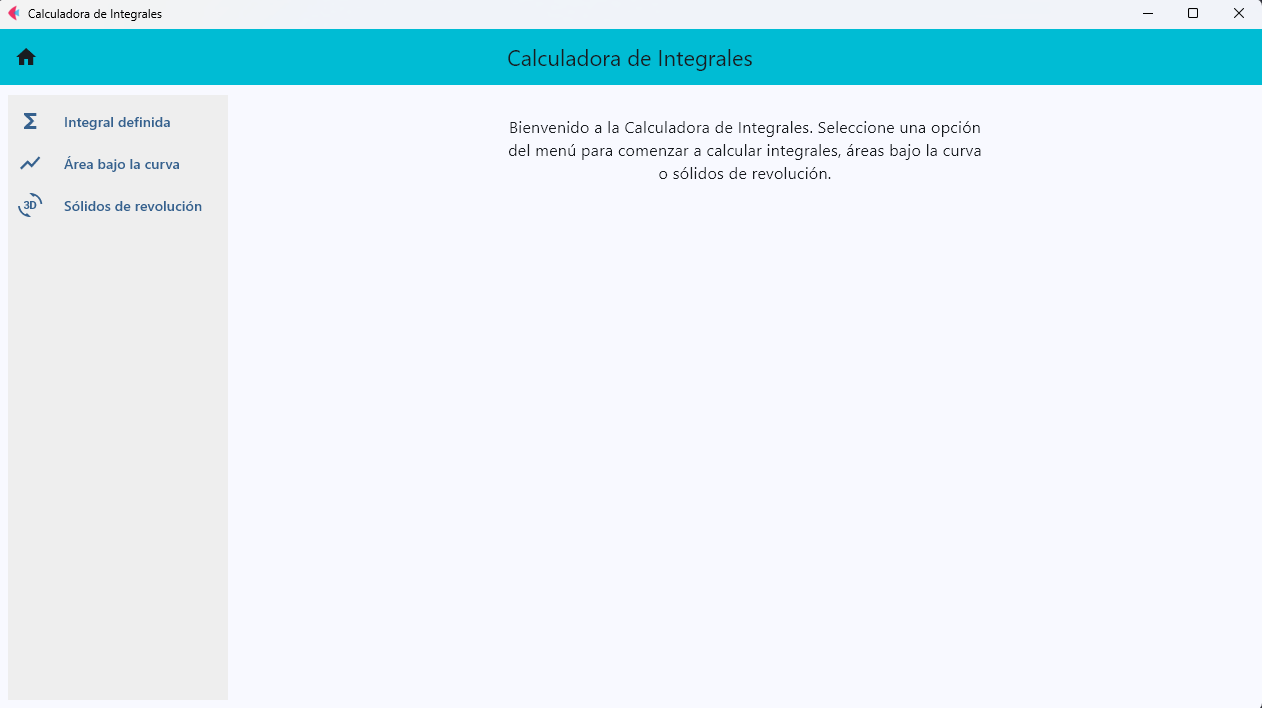 Calculadora de Integrales
Calculadora de Integrales
Integral definida
Área bajo la curva
3D
Sólidos de revolución
Bienvenido a la Calculadora de Integrales. Seleccione una opción
del menú para comenzar a calcular integrales, áreas bajo la curva
o sólidos de revolución.